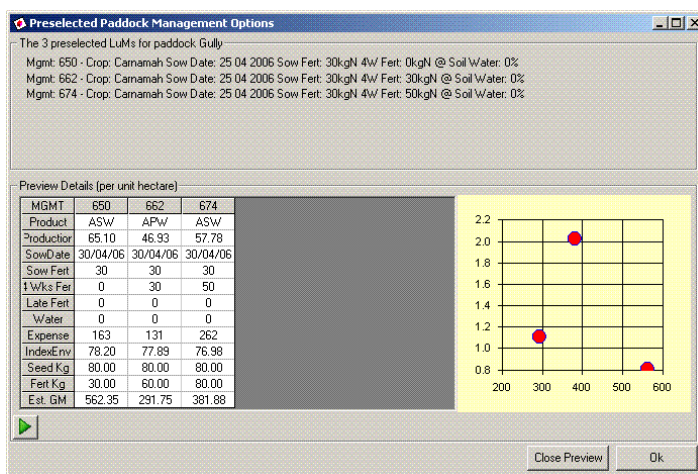 Preselected Paddock Management Options
The 3 preselected LuMs for paddock Gully
Mgmt: 650 - Crop: Carnamah Sow Date: 25 04 2006 Sow Fert: 30kgN 4W Fert: 0kgN @ Soil Water: 0%
Mgmt: 662 - Crop: Carnamah Sow Date: 25 04 2006 Sow Fert: 30kgN 4W Fert: 30kgN @ Soil Water: 0%
Mgmt: 674 - Crop: Carnamah Sow Date: 25 04 2006 Sow Fert: 30kgN 4W Fert: 50kgN @ Soil Water: 0%
Preview Details (per unit hectare)
MGMT 650 662 674
Product ASW APW ASW
Production 65.10 46.93 57.78
SowDate 30/04/06 30/04/06 30/04/06
Sow Fert 30 30 30
4 Wks Fer 0 30 50
Late Fert 0 0 0
Water 0 0 0
Expense 163 131 262
IndexEnv 78.20 77.89 76.98
Seed Kg 80.00 80.00 80.00
Fert Kg 30.00 60.00 80.00
Est. GM 562.35 291.75 381.88
2.2
2.0
1.8
1.6
1.4
1.2
1.0
0.8
200 300 400 500 600
Close Preview Ok